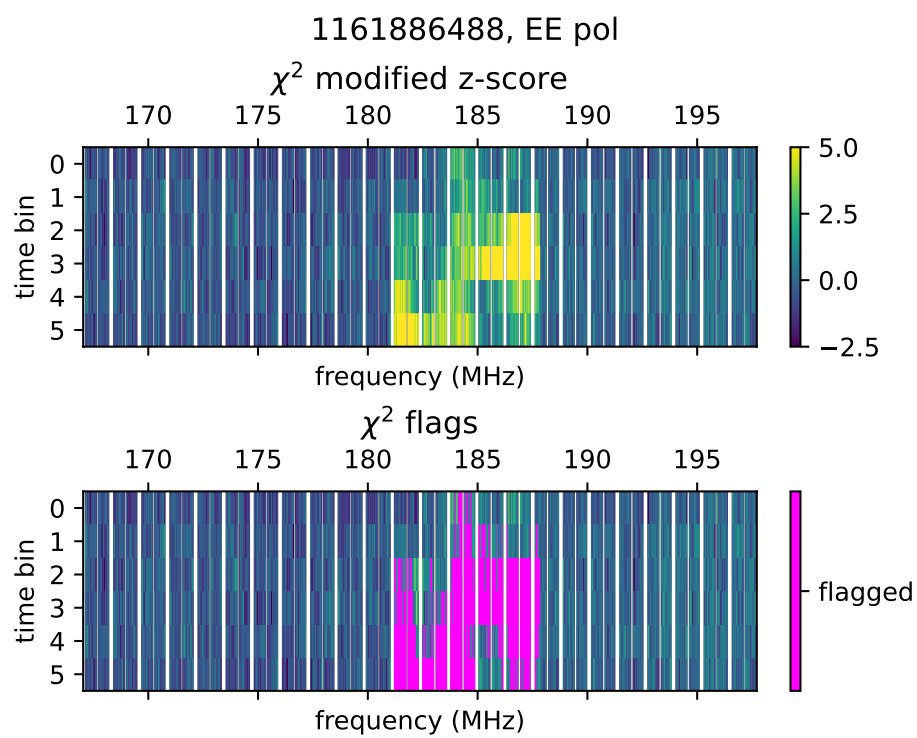 1161886488, EE pol
χ² modified z-score
170 175 180 185 190 195
0
1
2
3
4
5
time bin
frequency (MHz)
5.0
2.5
0.0
−2.5
χ² flags
170 175 180 185 190 195
0
1
2
3
4
5
time bin
frequency (MHz)
flagged